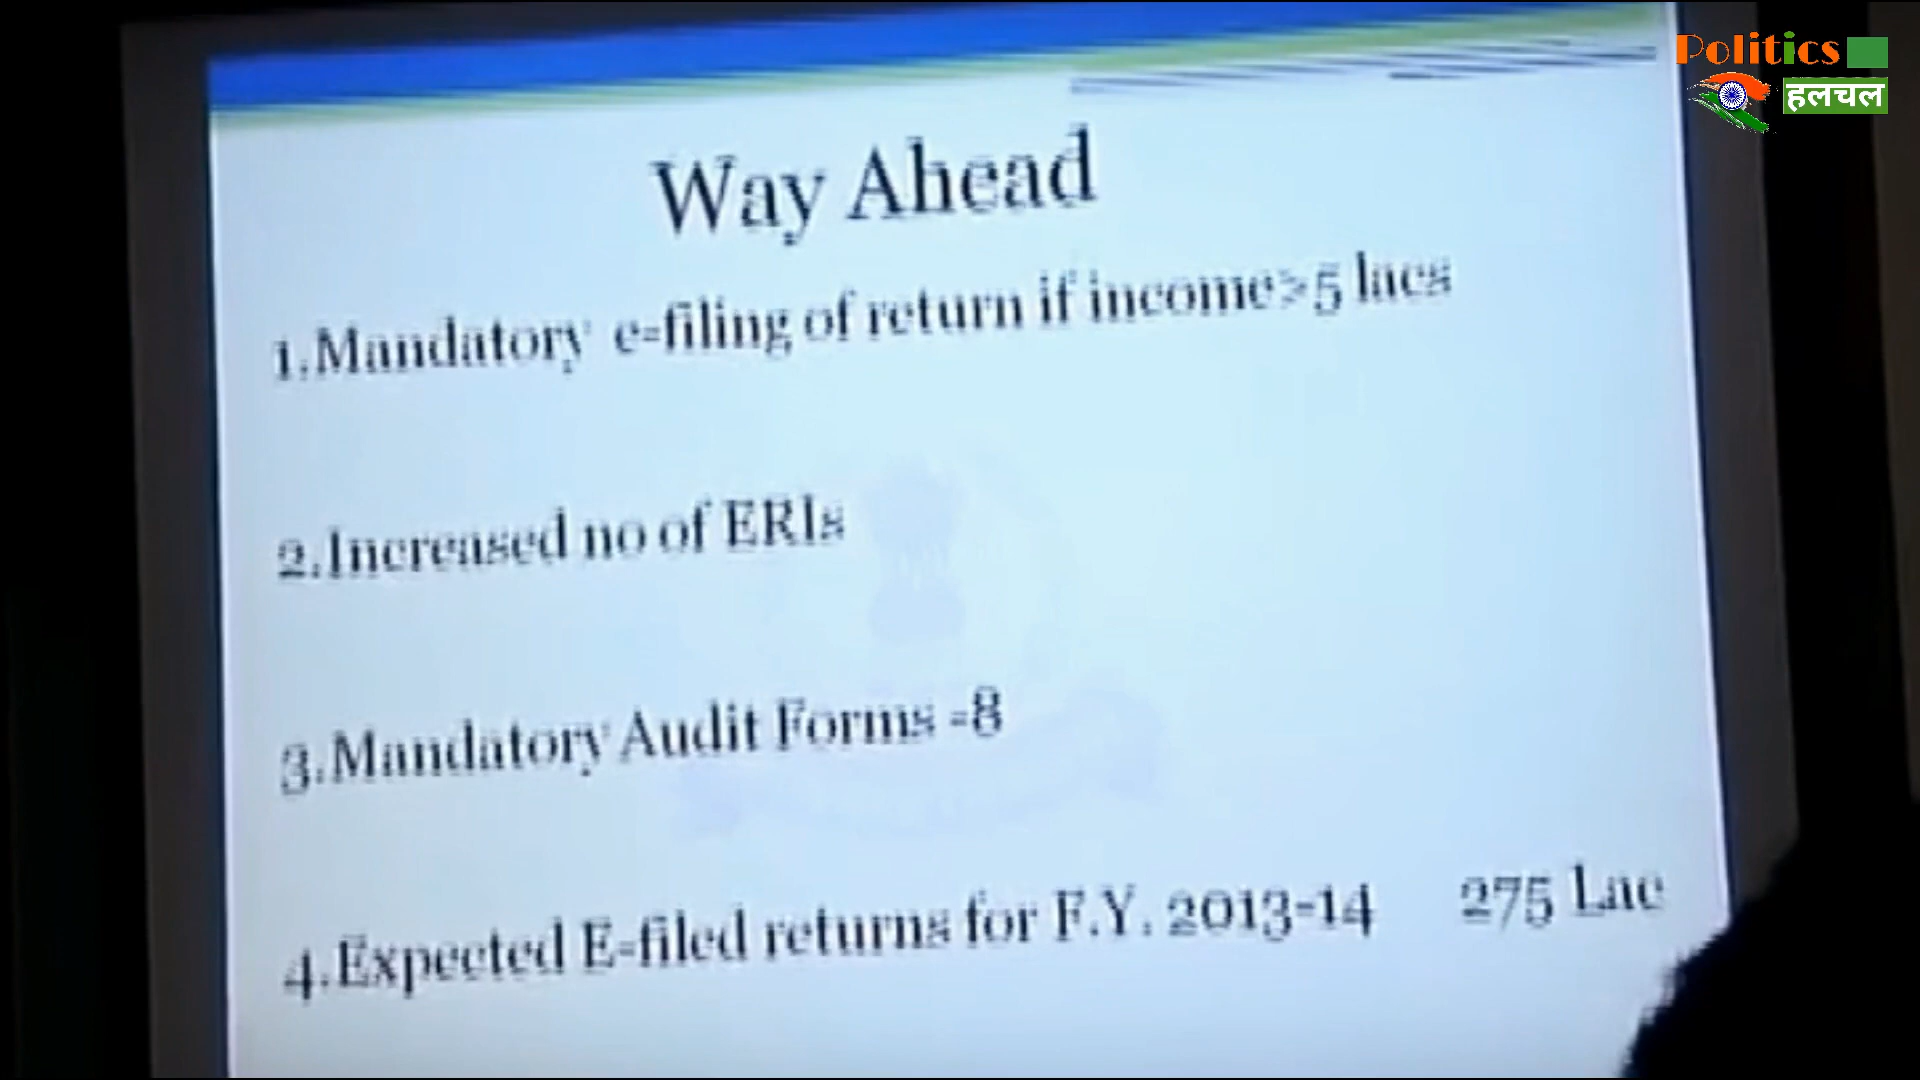 Politics
हलचल
Way Ahead
1.Mandatory e-filing of return if income>5 lacs
2.Increased no of ERIs
3.Mandatory Audit Forms -8
4.Expected E-filed returns for F.Y. 2013-14 275 Lac